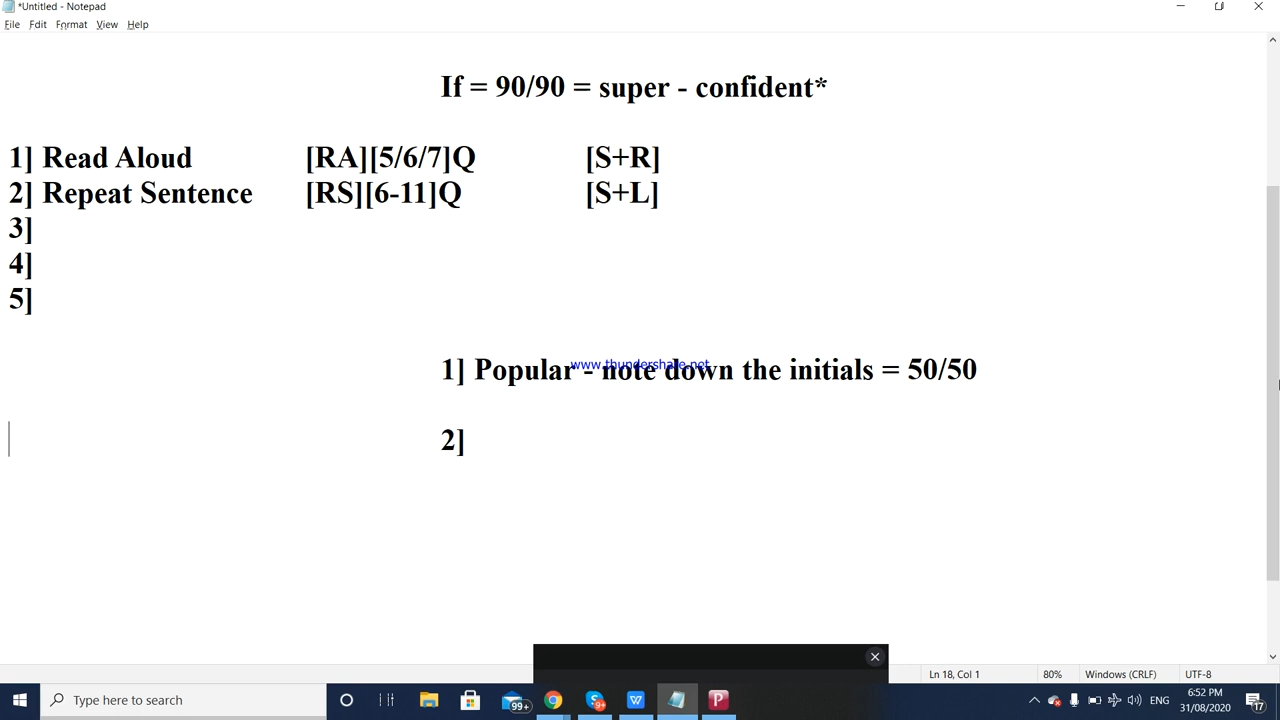 *Untitled - Notepad
File Edit Format View Help
If = 90/90 = super - confident*
1] Read Aloud [RA][5/6/7]Q [S+R]
2] Repeat Sentence [RS][6-11]Q [S+L]
3]
4]
5]
www.thundershare.net
1] Popular - note down the initials = 50/50
2]
Ln 18, Col 1 80% Windows (CRLF) UTF-8
Type here to search 99+ 9+ W P ENG 6:52 PM 31/08/2020 17